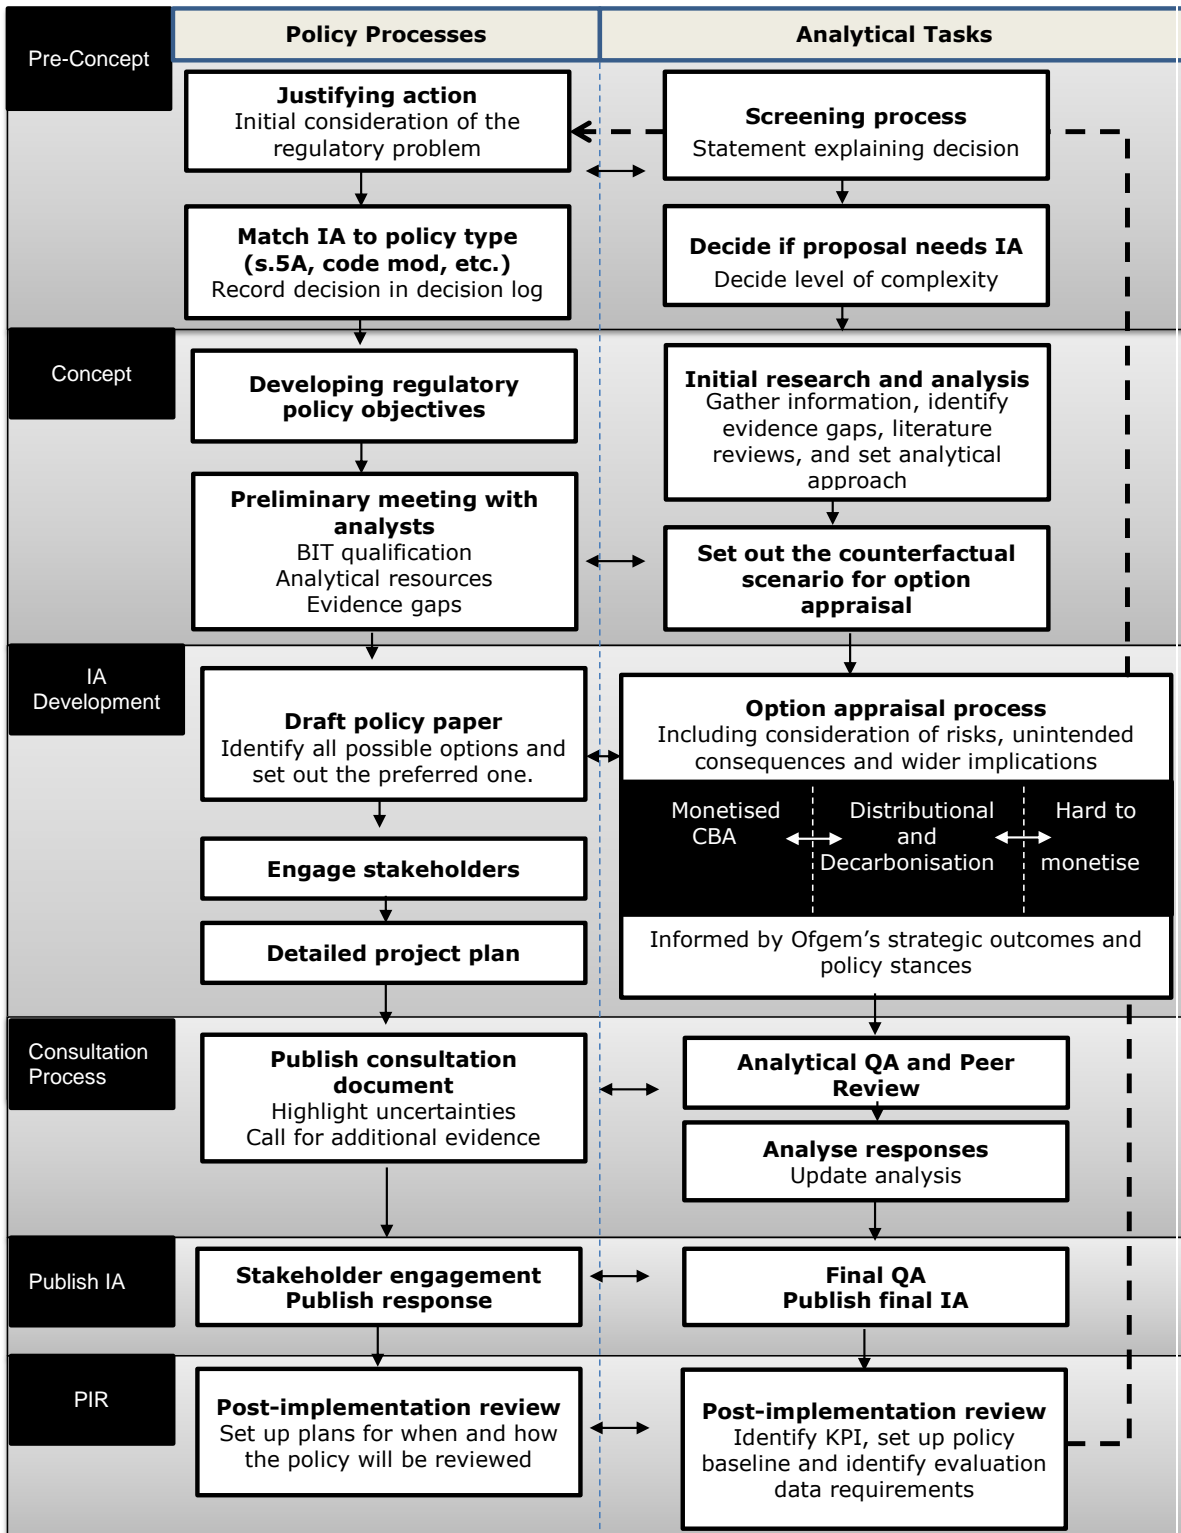 Policy Processes
Analytical Tasks
Pre-Concept
Justifying action
Initial consideration of the
regulatory problem
Screening process
Statement explaining decision
Match IA to policy type
(s.5A, code mod, etc.)
Record decision in decision log
Decide if proposal needs IA
Decide level of complexity
Concept
Developing regulatory
policy objectives
Initial research and analysis
Gather information, identify
evidence gaps, literature
reviews, and set analytical
approach
Preliminary meeting with
analysts
BIT qualification
Analytical resources
Evidence gaps
Set out the counterfactual
scenario for option
appraisal
IA
Development
Draft policy paper
Identify all possible options and
set out the preferred one.
Option appraisal process
Including consideration of risks, unintended
consequences and wider implications
Monetised
CBA
Distributional
and
Decarbonisation
Hard to
monetise
Engage stakeholders
Detailed project plan
Informed by Ofgem’s strategic outcomes and
policy stances
Consultation
Process
Publish consultation
document
Highlight uncertainties
Call for additional evidence
Analytical QA and Peer
Review
Analyse responses
Update analysis
Publish IA
Stakeholder engagement
Publish response
Final QA
Publish final IA
PIR
Post-implementation review
Set up plans for when and how
the policy will be reviewed
Post-implementation review
Identify KPI, set up policy
baseline and identify evaluation
data requirements